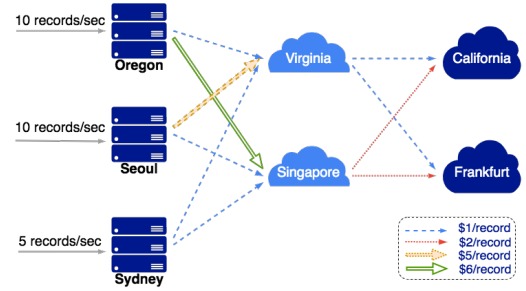 10 records/sec
Oregon
Virginia
California
10 records/sec
Seoul
Singapore
Frankfurt
5 records/sec
Sydney
$1/record
$2/record
$5/record
$6/record